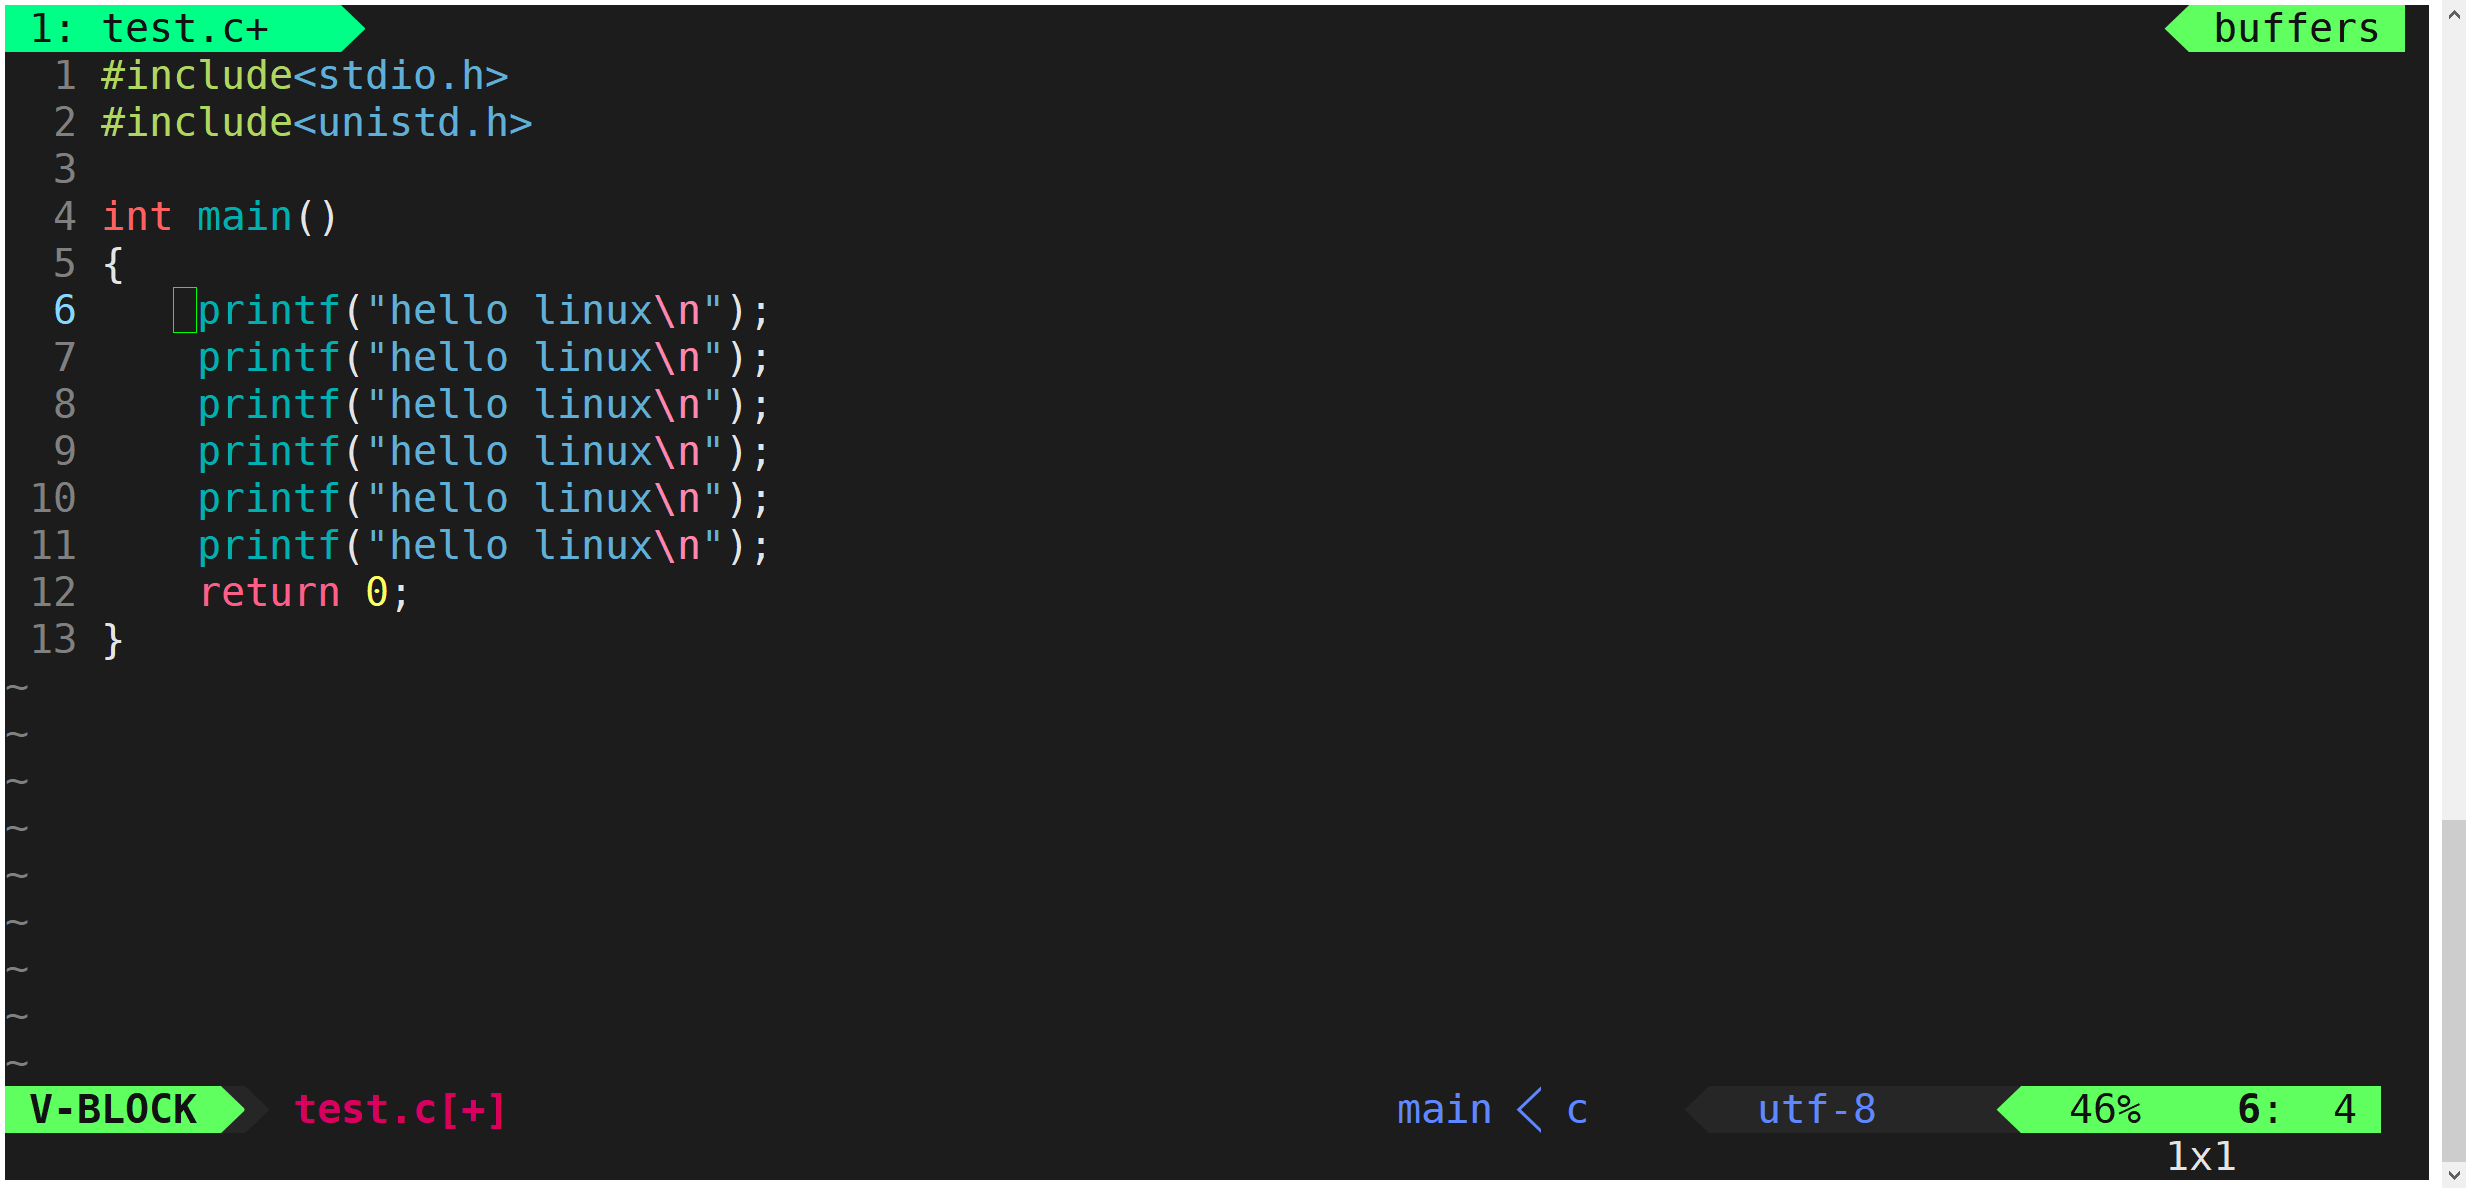 1: test.c+ buffers
1 #include<stdio.h>
2 #include<unistd.h>
3
4 int main()
5 {
6     printf("hello linux\n");
7     printf("hello linux\n");
8     printf("hello linux\n");
9     printf("hello linux\n");
10     printf("hello linux\n");
11     printf("hello linux\n");
12     return 0;
13 }
~
~
~
~
~
~
~
~
~
V-BLOCK test.c[+] main < c utf-8 46% 6: 4
1x1